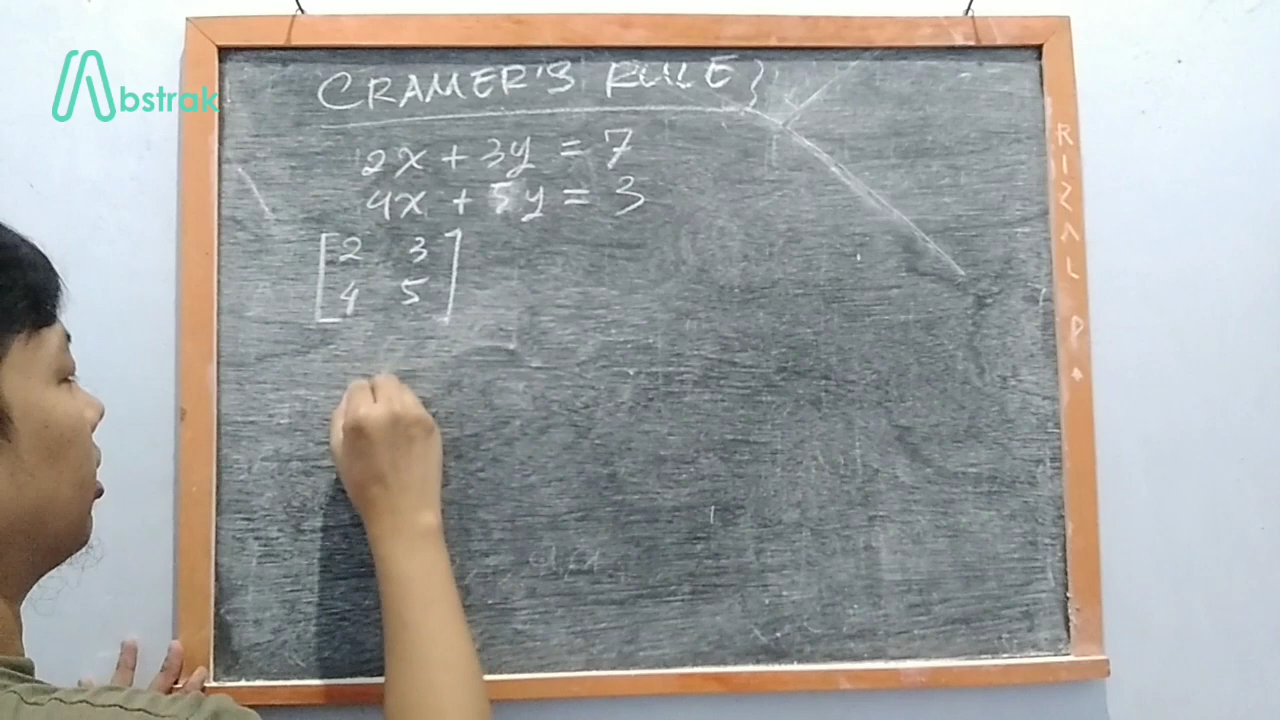 Abstrak
CRAMER'S RULE}
2x + 3y = 7
4x + 5y = 3
[2 3
4 5]
RIZAL P.